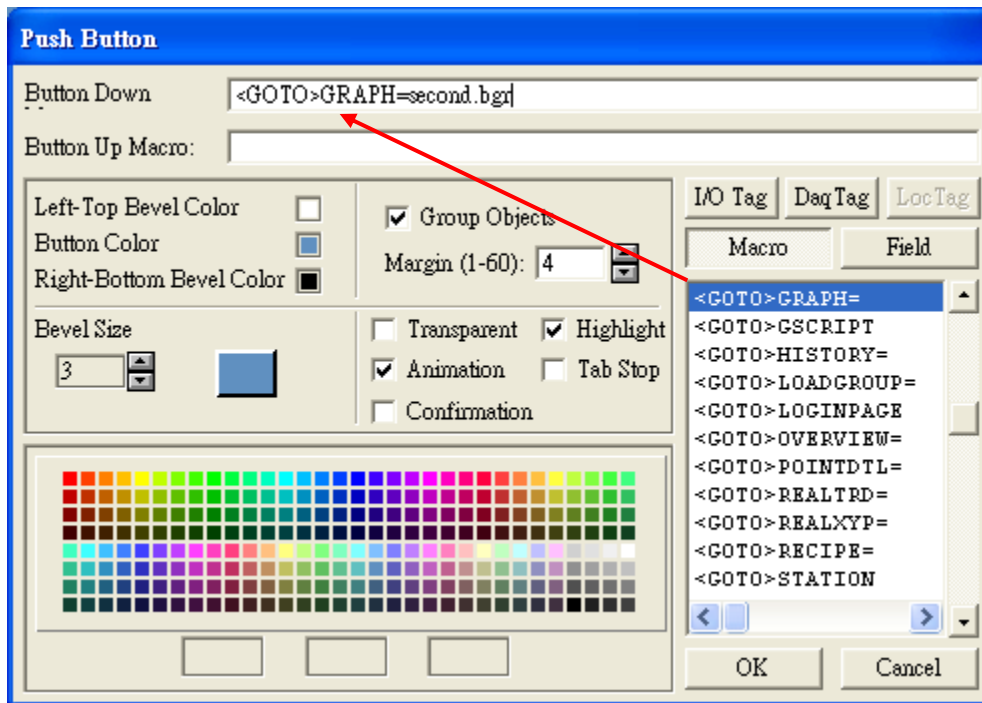 Push Button
Button Down
<GOTO>GRAPH=second.bgr
Button Up Macro:
Left-Top Bevel Color
Button Color
Right-Bottom Bevel Color
Group Objects
Margin (1-60): 4
Bevel Size
3
Transparent Highlight
Animation Tab Stop
Confirmation
I/O Tag DaqTag LocTag
Macro Field
<GOTO>GRAPH=
<GOTO>GSCRIPT
<GOTO>HISTORY=
<GOTO>LOADGROUP=
<GOTO>LOGINPAGE
<GOTO>OVERVIEW=
<GOTO>POINTDTL=
<GOTO>REALTRD=
<GOTO>REALXYP=
<GOTO>RECIPE=
<GOTO>STATION
OK Cancel